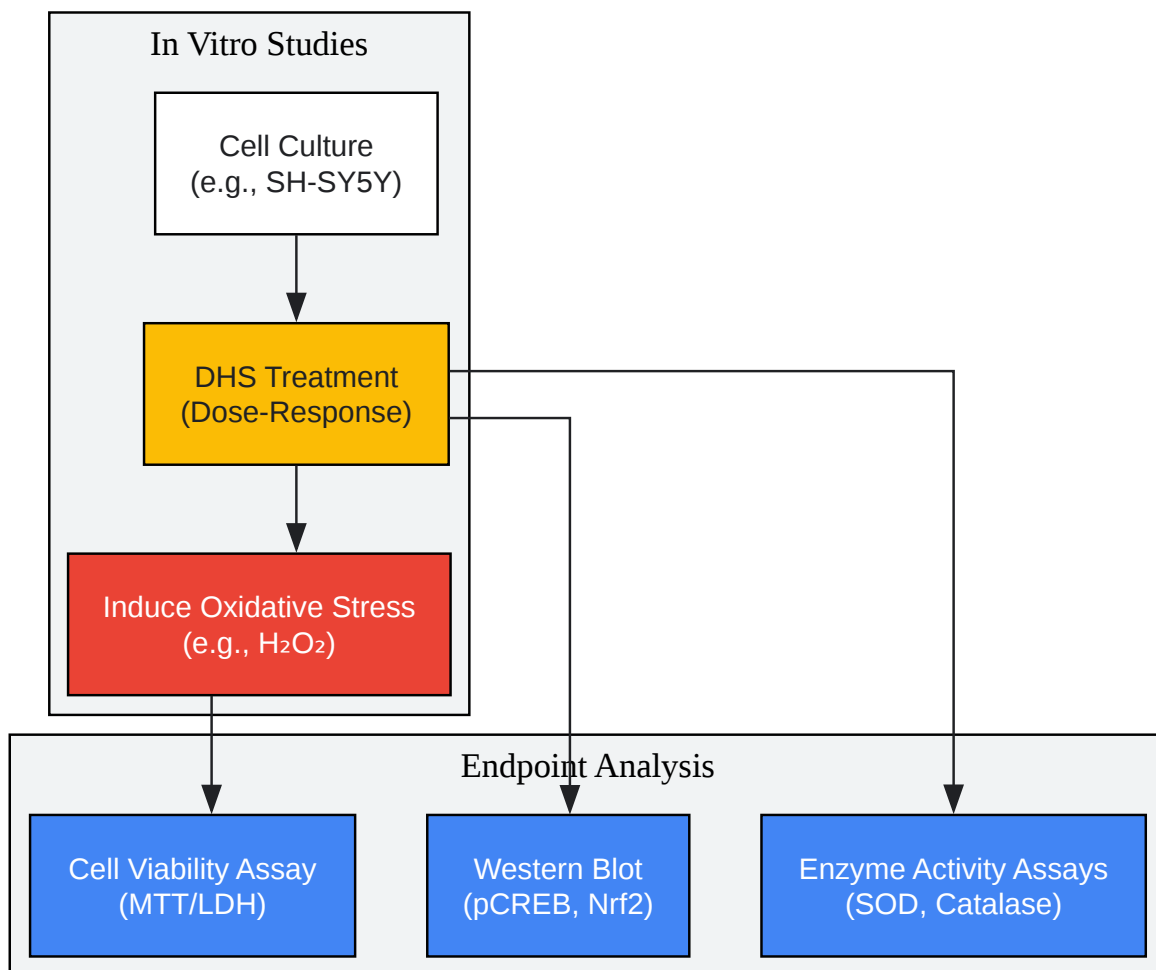 In Vitro Studies
Cell Culture
(e.g., SH-SY5Y)
DHS Treatment
(Dose-Response)
Induce Oxidative Stress
(e.g., H₂O₂)
Endpoint Analysis
Cell Viability Assay
(MTT/LDH)
Western Blot
(pCREB, Nrf2)
Enzyme Activity Assays
(SOD, Catalase)